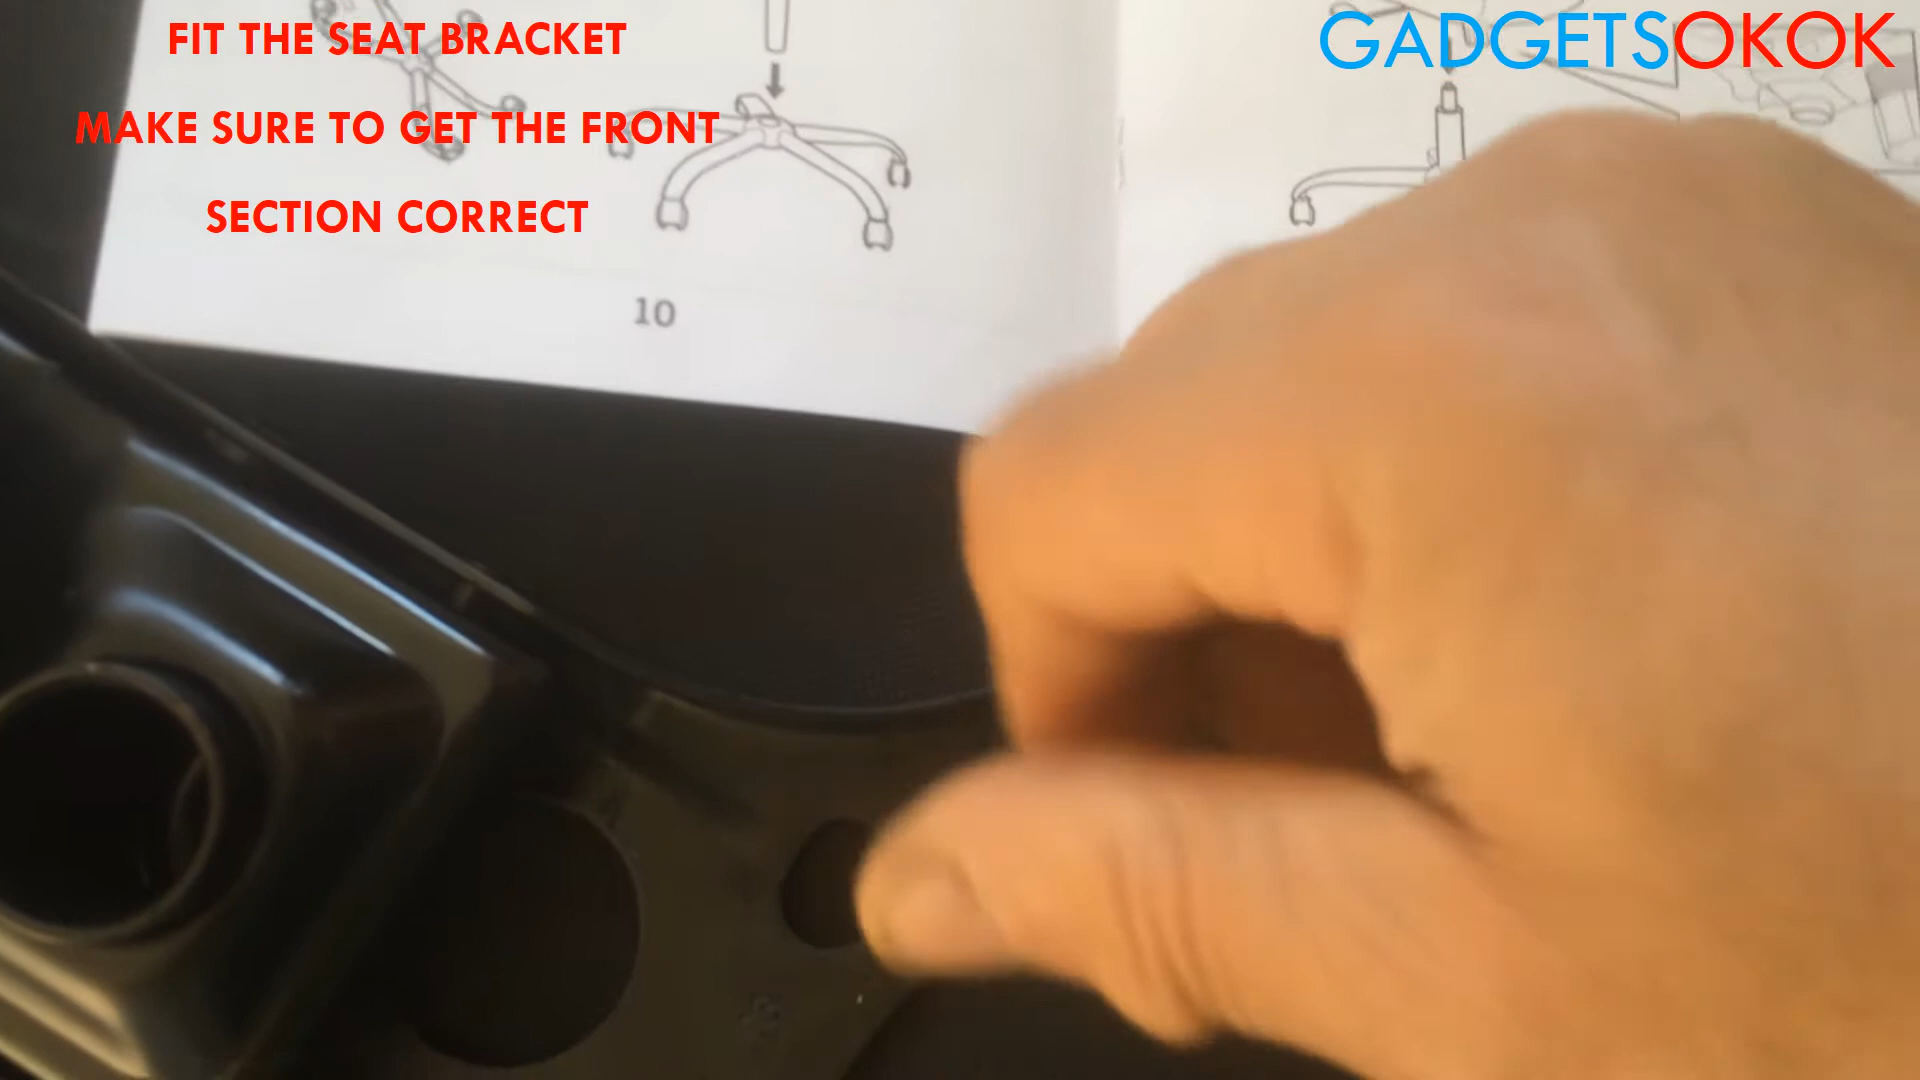 FIT THE SEAT BRACKET
MAKE SURE TO GET THE FRONT
SECTION CORRECT
GADGETSOKOK
10